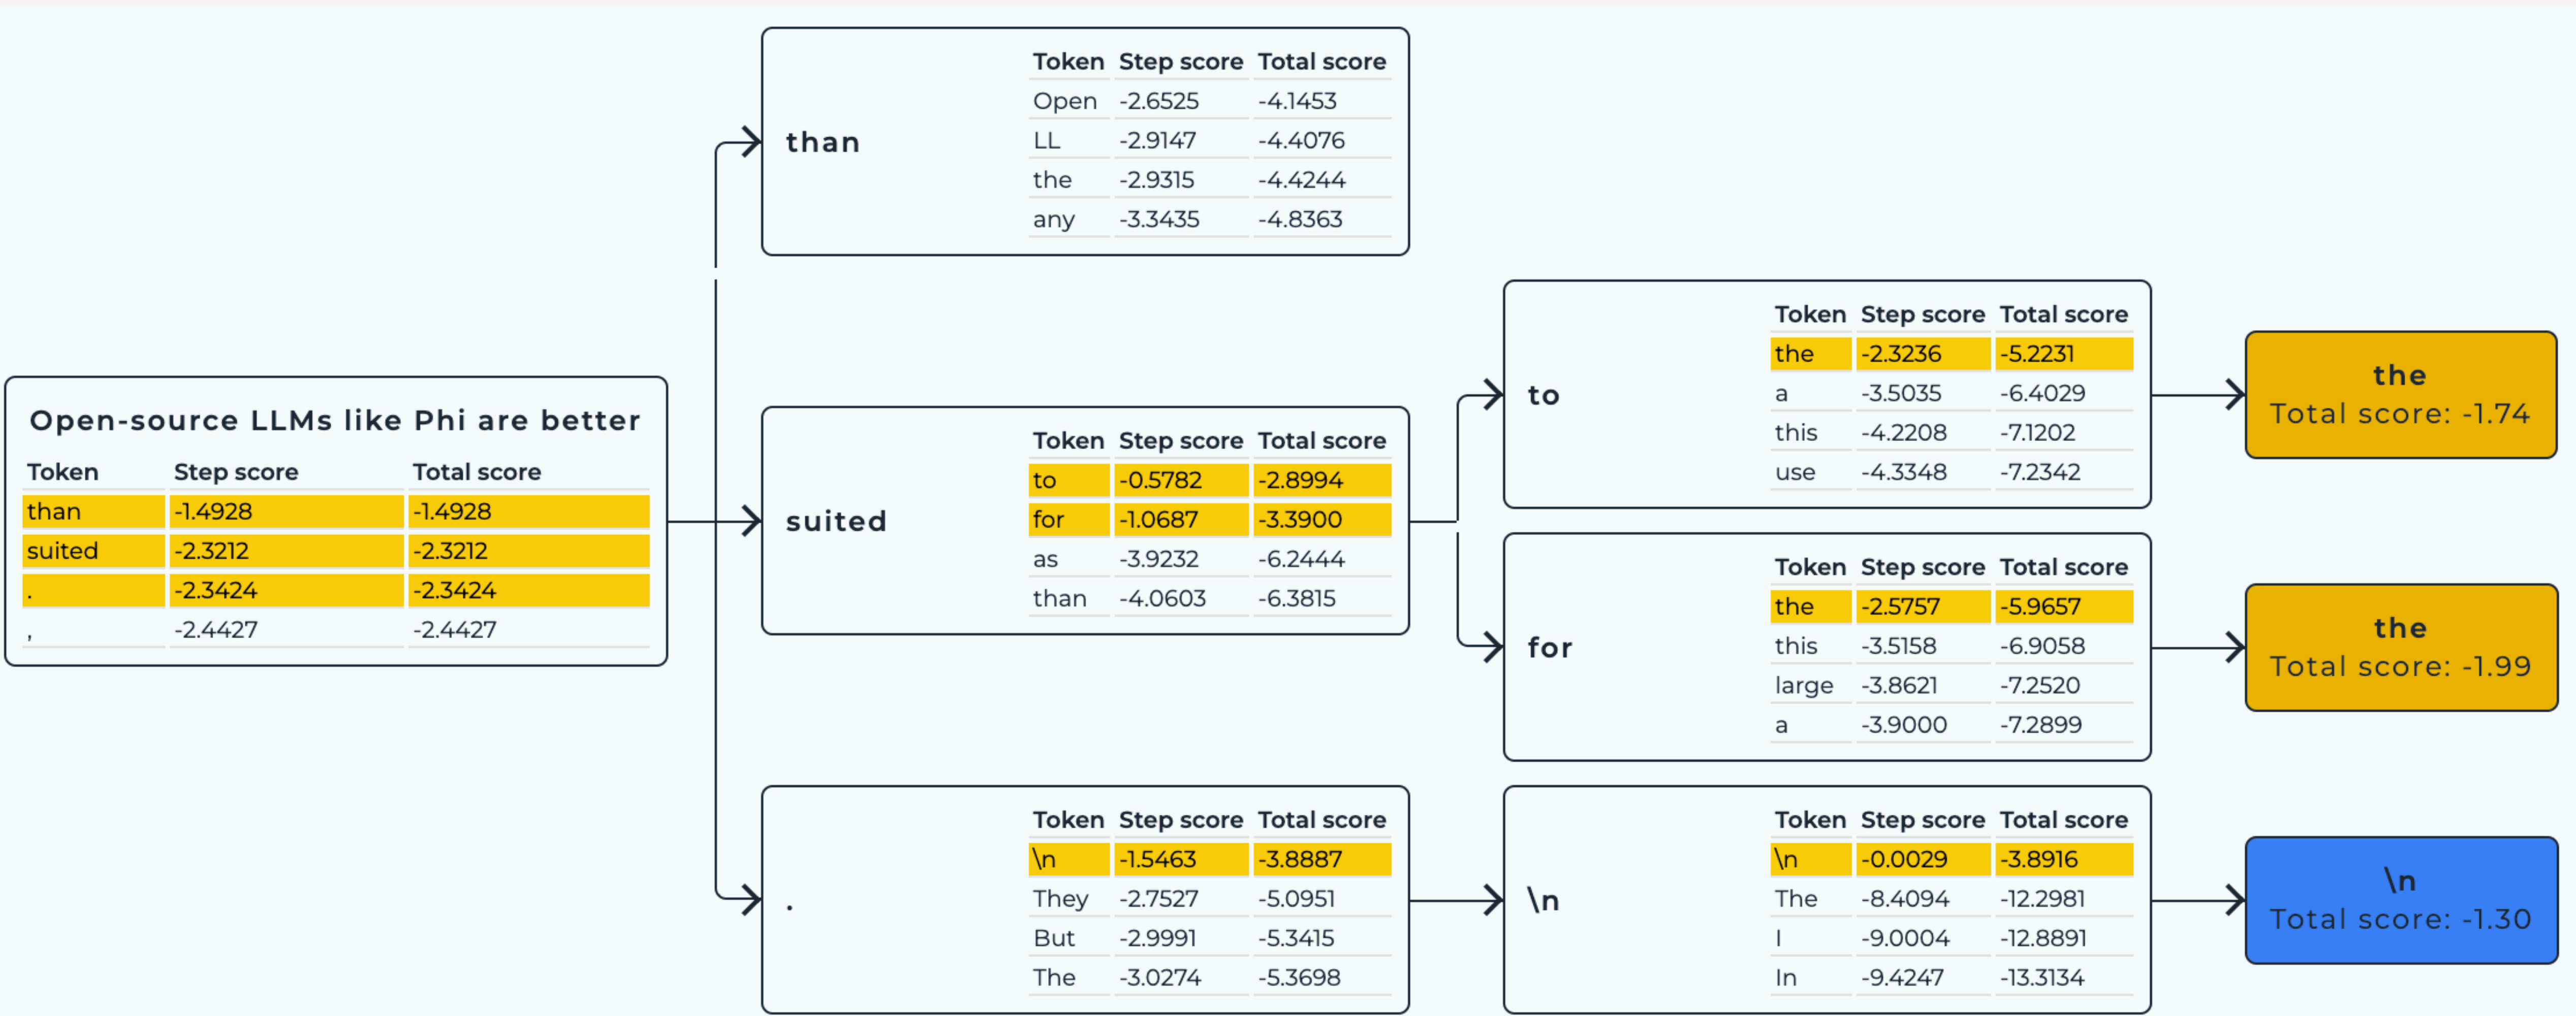 Open-source LLMs like Phi are better
Token Step score Total score
than -1.4928 -1.4928
suited -2.3212 -2.3212
. -2.3424 -2.3424
, -2.4427 -2.4427
than
Token Step score Total score
Open -2.6525 -4.1453
LL -2.9147 -4.4076
the -2.9315 -4.4244
any -3.3435 -4.8363
suited
Token Step score Total score
to -0.5782 -2.8994
for -1.0687 -3.3900
as -3.9232 -6.2444
than -4.0603 -6.3815
.
Token Step score Total score
\n -1.5463 -3.8887
They -2.7527 -5.0951
But -2.9991 -5.3415
The -3.0274 -5.3698
to
Token Step score Total score
the -2.3236 -5.2231
a -3.5035 -6.4029
this -4.2208 -7.1202
use -4.3348 -7.2342
for
Token Step score Total score
the -2.5757 -5.9657
this -3.5158 -6.9058
large -3.8621 -7.2520
a -3.9000 -7.2899
\n
Token Step score Total score
\n -0.0029 -3.8916
The -8.4094 -12.2981
I -9.0004 -12.8891
In -9.4247 -13.3134
the
Total score: -1.74
the
Total score: -1.99
\n
Total score: -1.30